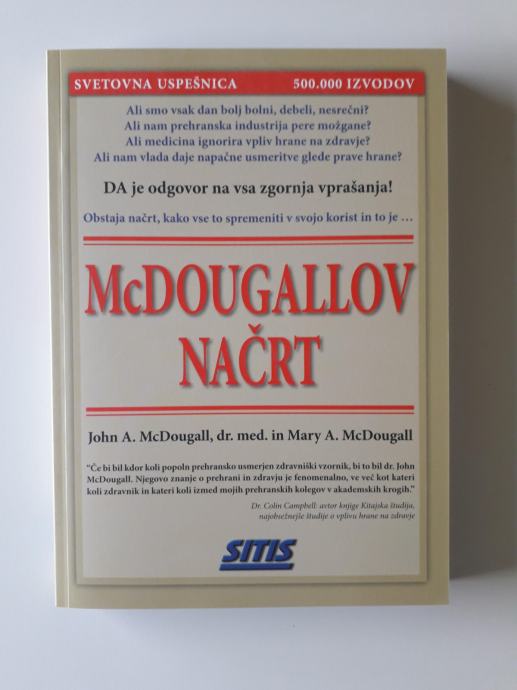 SVETOVNA USPEŠNICA 500.000 IZVODOV
Ali smo vsak dan bolj bolni, debeli, nesrečni?
Ali nam prehranska industrija pere možgane?
Ali medicina ignorira vpliv hrane na zdravje?
Ali nam vlada daje napačne usmeritve glede prave hrane?
DA je odgovor na vsa zgornja vprašanja!
Obstaja načrt, kako vse to spremeniti v svojo korist in to je ...
McDOUGALLOV
NAČRT
John A. McDougall, dr. med. in Mary A. McDougall
"Če bi bil kdor koli popoln prehransko usmerjen zdravniški vzornik, bi to bil dr. John
McDougall. Njegovo znanje o prehrani in zdravju je fenomenalno, ve več kot kateri
koli zdravnik in kateri koli izmed mojih prehranskih kolegov v akademskih krogih."
Dr. Colin Campbell: avtor knjige Kitajska študija,
najobsežnejše študije o vplivu hrane na zdravje
SITIS